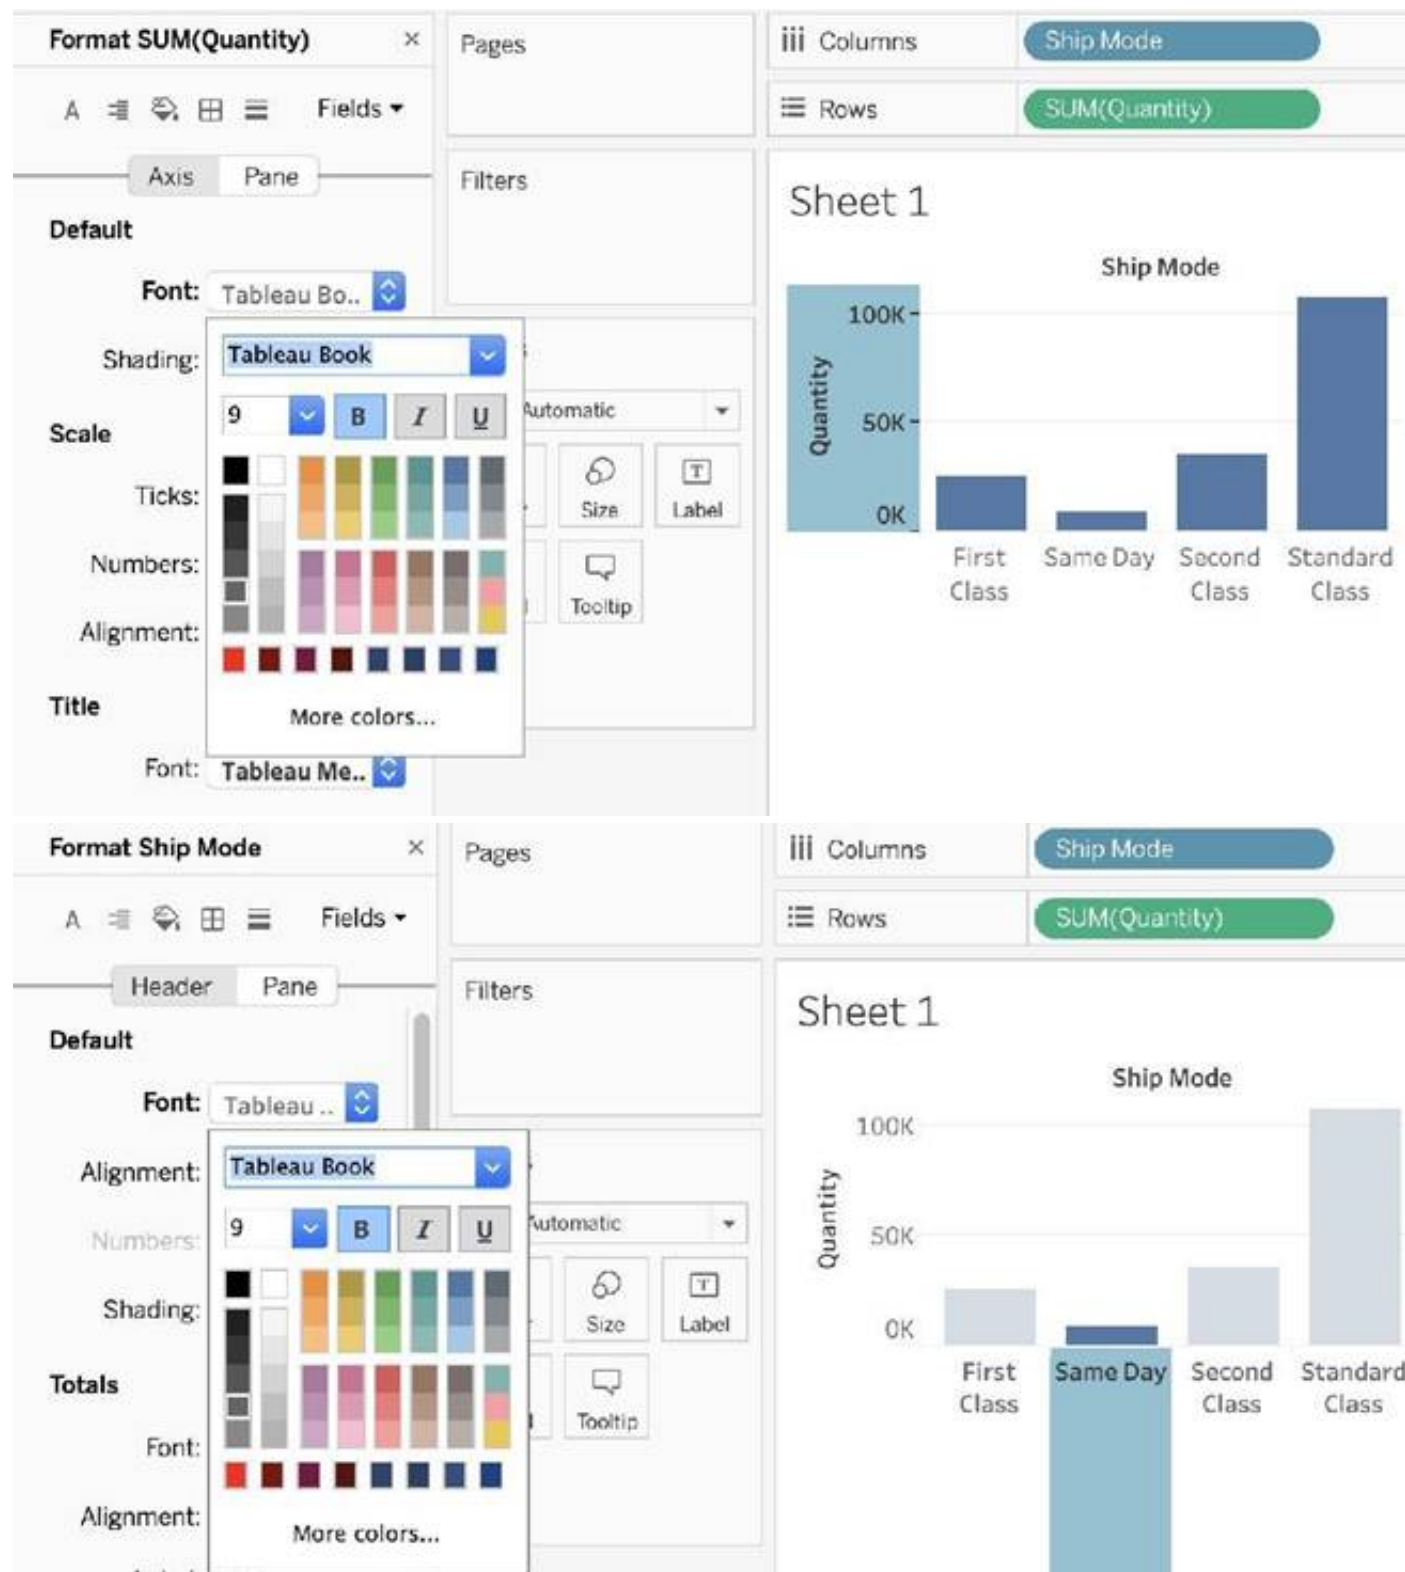 Format SUM(Quantity) ×
A Fields
Axis Pane
Default
Font: Tableau Bo..
Shading:
Tableau Book
9 B I U
Scale
Ticks:
Numbers:
Alignment:
More colors...
Title
Font: Tableau Me..
Pages
Filters
Automatic
Size Label
Tooltip
Columns Ship Mode
Rows SUM(Quantity)
Sheet 1
Ship Mode
Quantity
100K
50K
0K
First Class
Same Day
Second Class
Standard Class
Format Ship Mode ×
A Fields
Header Pane
Default
Font: Tableau ..
Alignment:
Tableau Book
9 B I U
Numbers:
Shading:
Totals
Font:
Alignment:
More colors...
Pages
Filters
Automatic
Size Label
T
Tooltip
Columns Ship Mode
Rows SUM(Quantity)
Sheet 1
Ship Mode
Quantity
100K
50K
0K
First Class
Same Day
Second Class
Standard Class